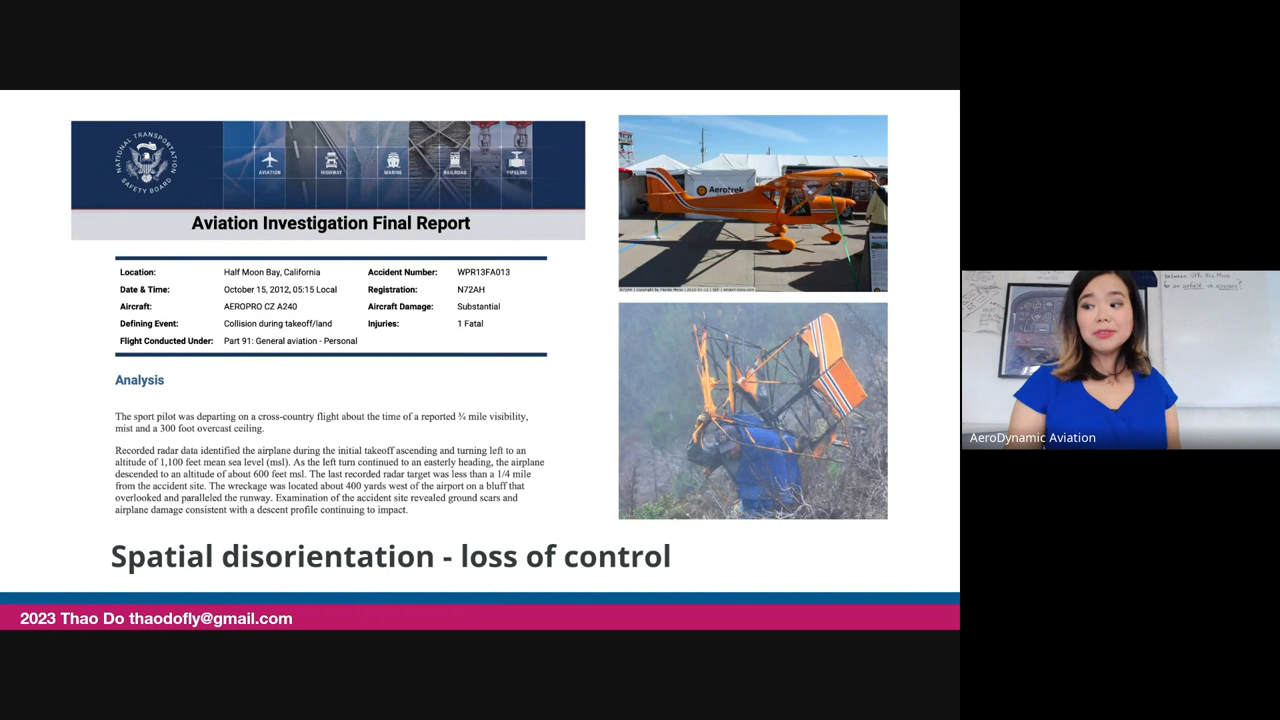 NATIONAL TRANSPORTATION SAFETY BOARD
AVIATION
HIGHWAY
MARINE
RAILROAD
PIPELINE
Aviation Investigation Final Report
Location: Half Moon Bay, California Accident Number: WPR13FA013
Date & Time: October 15, 2012, 05:15 Local Registration: N72AH
Aircraft: AEROPRO CZ A240 Aircraft Damage: Substantial
Defining Event: Collision during takeoff/land Injuries: 1 Fatal
Flight Conducted Under: Part 91: General aviation - Personal
Analysis
The sport pilot was departing on a cross-country flight about the time of a reported ¾ mile visibility,
mist and a 300 foot overcast ceiling.
Recorded radar data identified the airplane during the initial takeoff ascending and turning left to an
altitude of 1,100 feet mean sea level (msl). As the left turn continued to an easterly heading, the airplane
descended to an altitude of about 600 feet msl. The last recorded radar target was less than a 1/4 mile
from the accident site. The wreckage was located about 400 yards west of the airport on a bluff that
overlooked and paralleled the runway. Examination of the accident site revealed ground scars and
airplane damage consistent with a descent profile continuing to impact.
Aerotrek
Spatial disorientation - loss of control
2023 Thao Do thaodofly@gmail.com
AeroDynamic Aviation